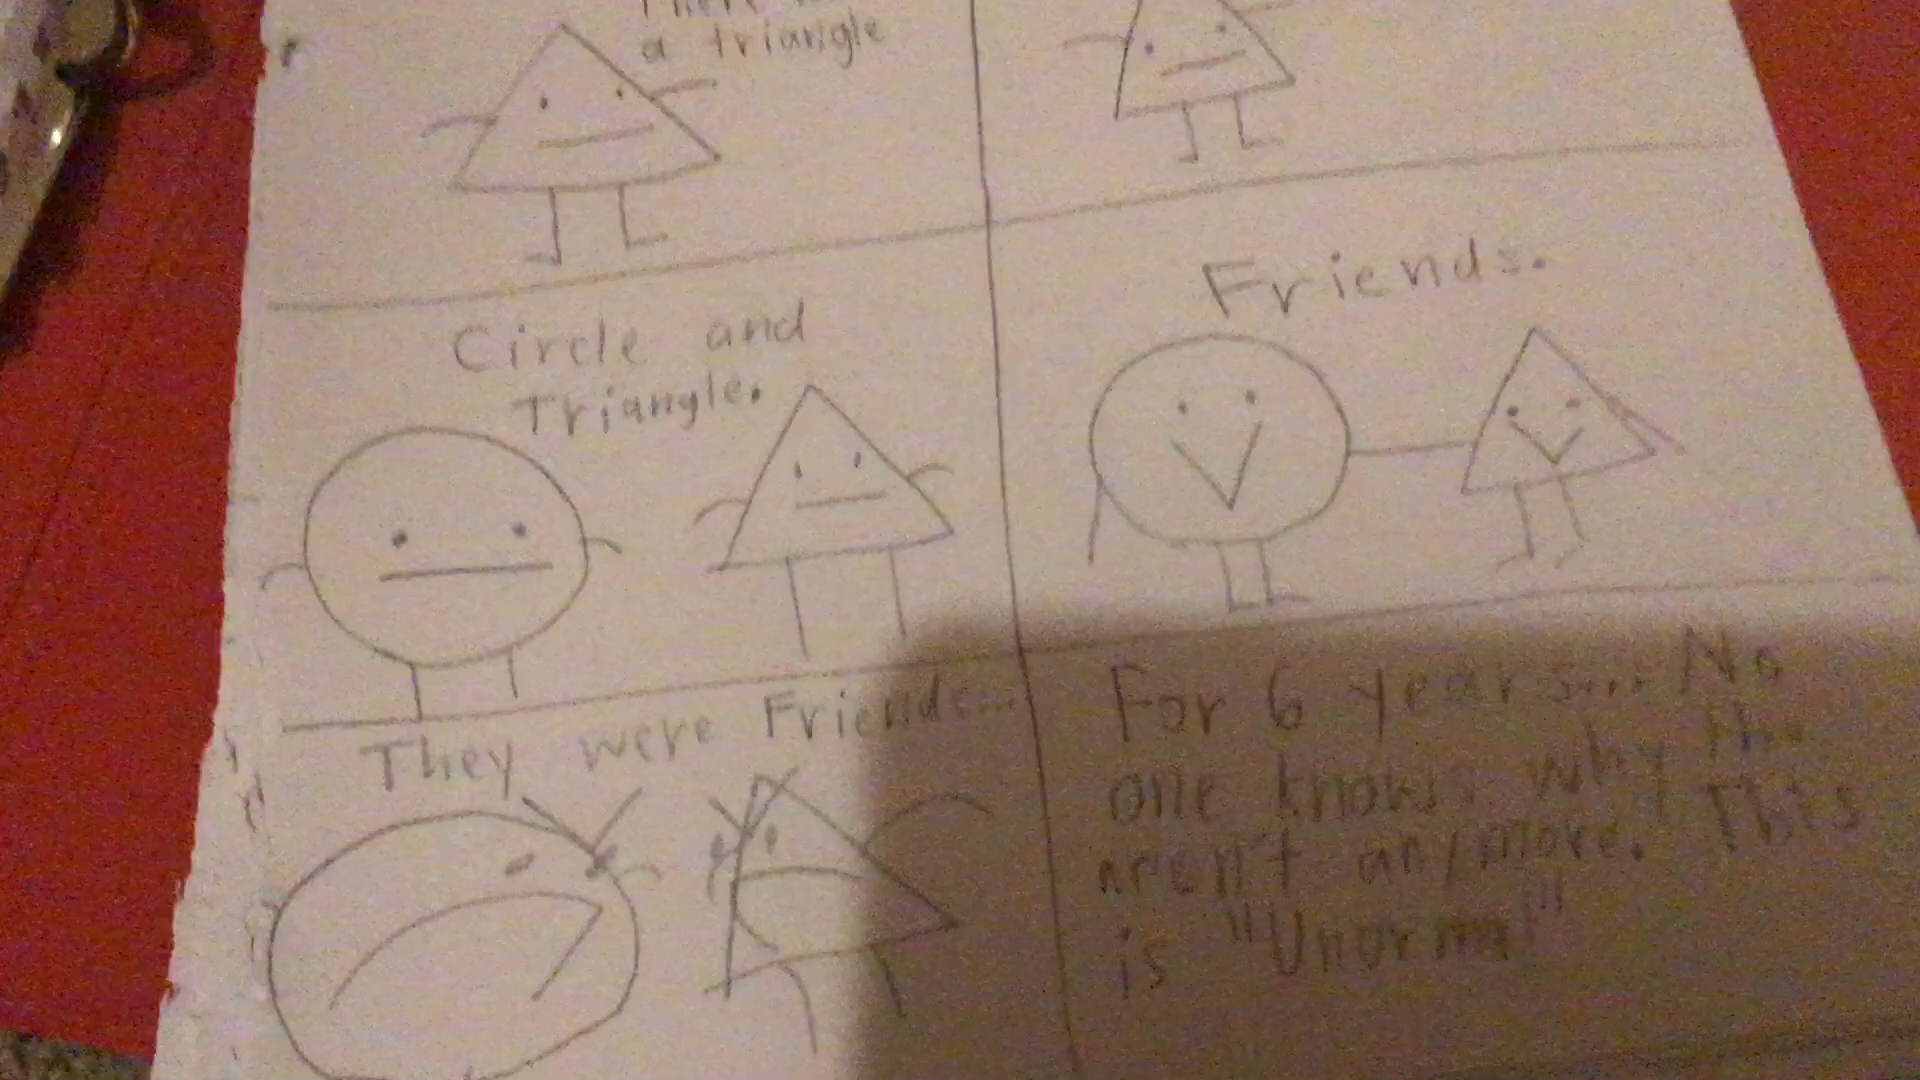 a triangle
Circle and
Triangle.
Friends.
They were Friends...
For 6 years... No
one knows why the
aren't anymore. This
is "Unormal"